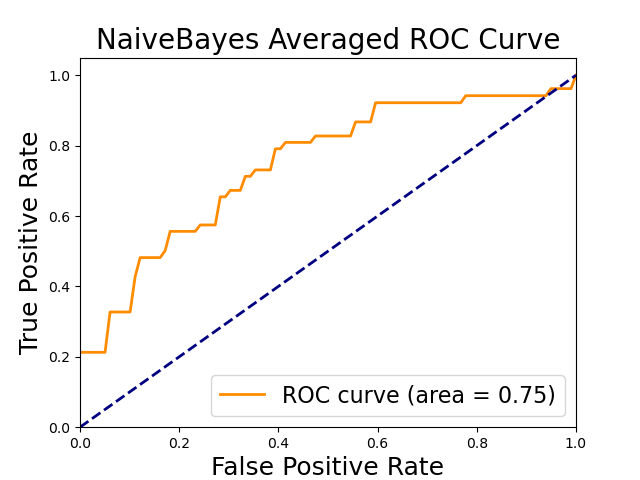 NaiveBayes Averaged ROC Curve
True Positive Rate
1.0
0.8
0.6
0.4
0.2
0.0
ROC curve (area = 0.75)
0.0 0.2 0.4 0.6 0.8 1.0
False Positive Rate